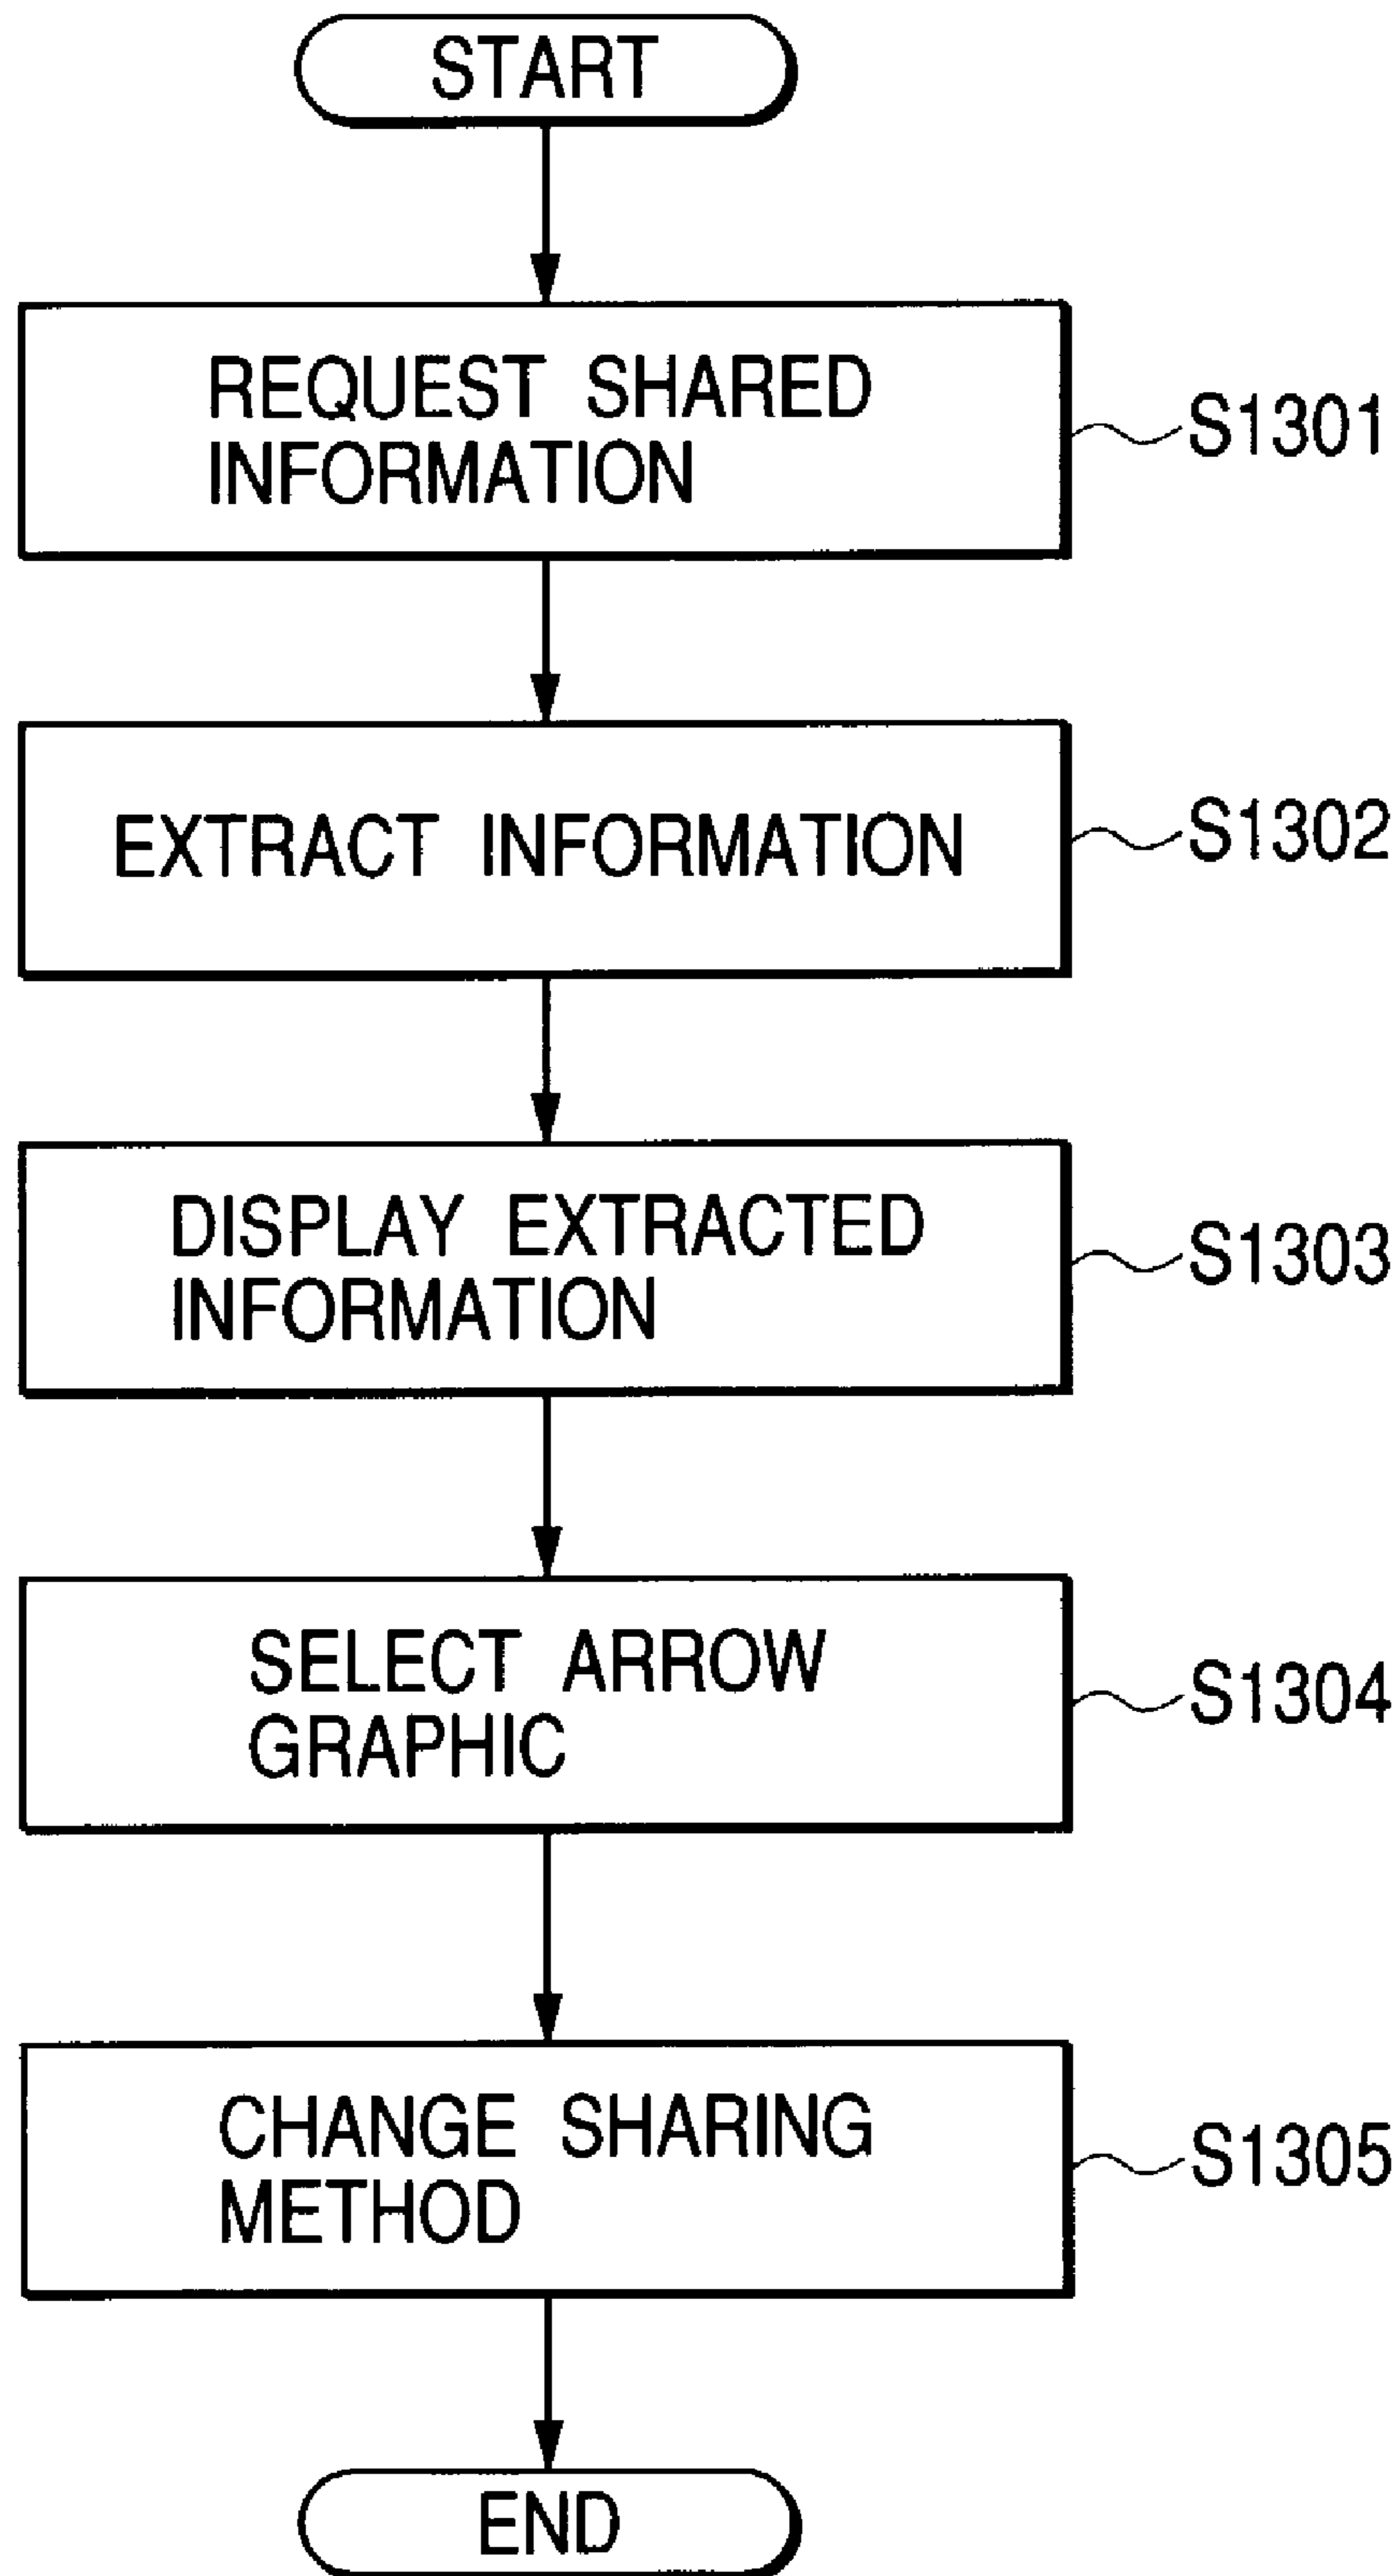 START
REQUEST SHARED
INFORMATION
S1301
EXTRACT INFORMATION
S1302
DISPLAY EXTRACTED
INFORMATION
S1303
SELECT ARROW
GRAPHIC
S1304
CHANGE SHARING
METHOD
S1305
END